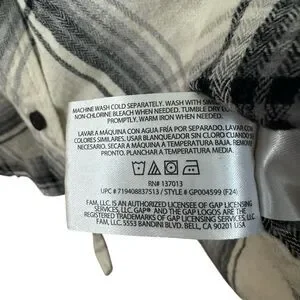 MACHINE WASH COLD SEPARATELY. WASH WITH
NON-CHLORINE BLEACH WHEN NEEDED. TUMBLE DRY
PROMPTLY. WARM IRON WHEN NEEDED.
LAVAR A MÁQUINA CON AGUA FRÍA POR SEPARADO. LAVAR CON
COLORES SIMILARES. USAR BLANQUEADOR SIN CLORO CUANDO
NECESARIO. SECAR A MÁQUINA A TEMPERATURA BAJA. REMOVER
PRONTAMENTE. PLANCHAR A TEMPERATURA BAJA.
RN# 137013
UPC # 719408837513 / STYLE # GP004599 (F24)
FAM, LLC. IS AN AUTHORIZED LICENSEE OF GAP LICENSING
SERVICES, LLC. GAP® AND THE GAP LOGOS ARE THE
REGISTERED TRADEMARKS OF GAP LICENSING SERVICES, LLC.
FAM, LLC. 5553 BANDINI BLVD. BELL, CA 90201 USA